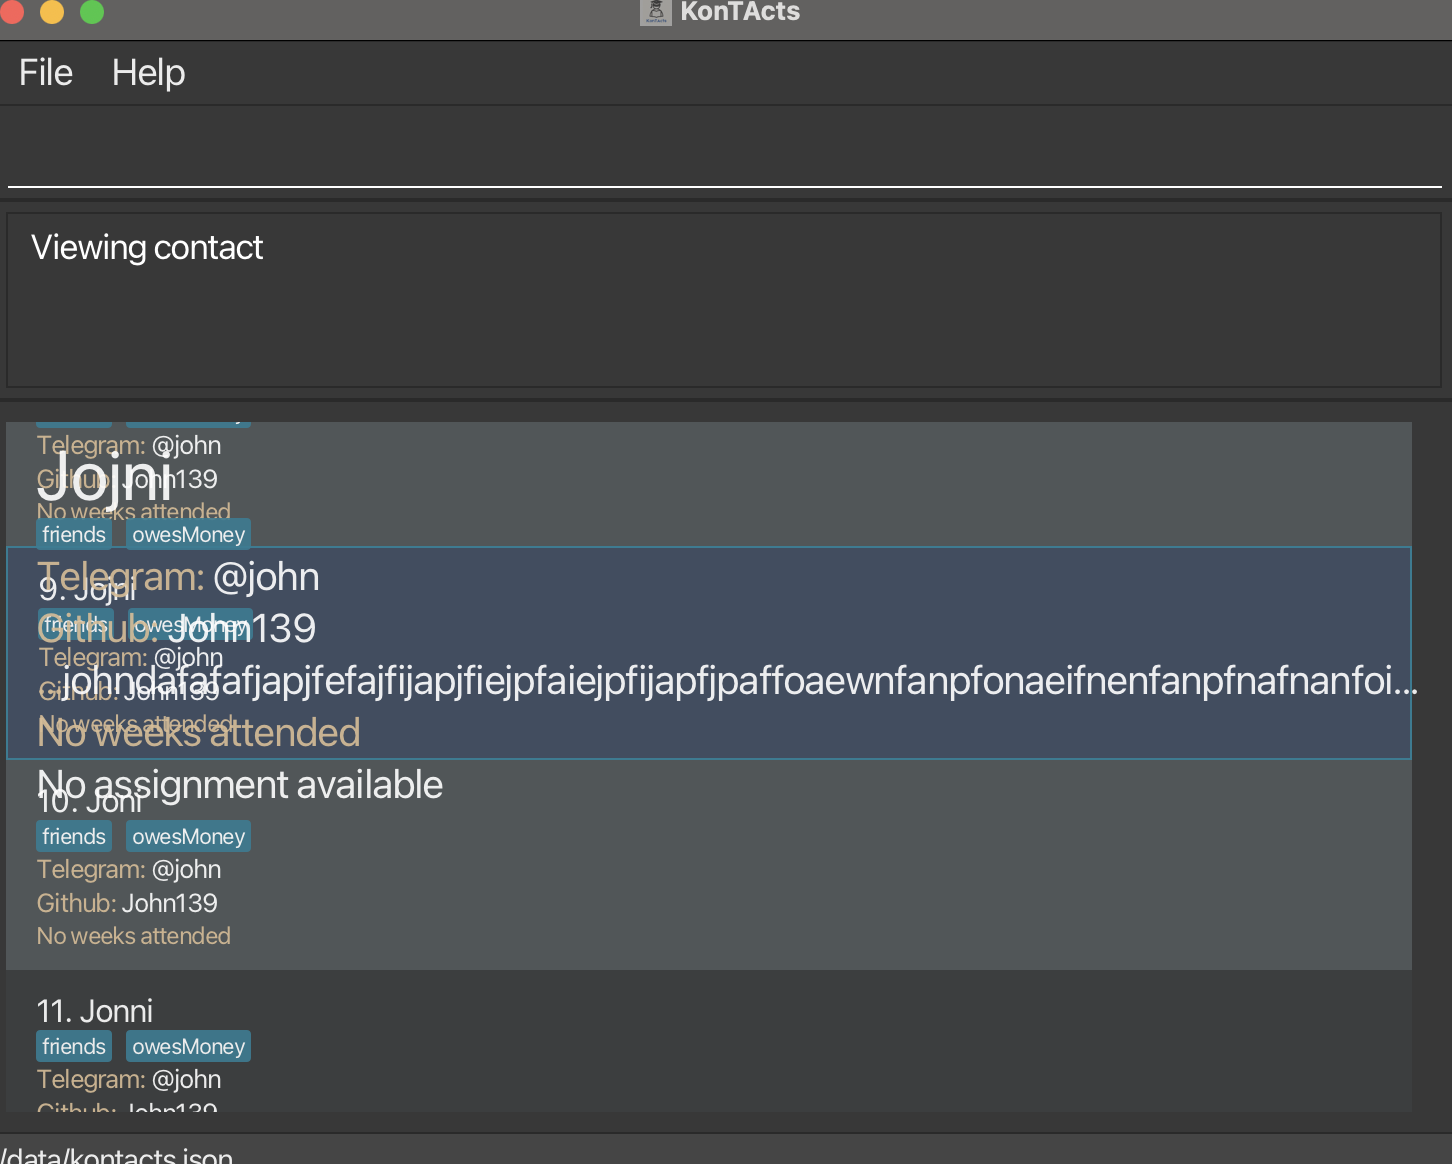 KonTActs
File Help
Viewing contact
Telegram: @john
Github: John139
No weeks attended
Jojni
friends owesMoney
Telegram: @john
Github: John139
No weeks attended
No assignment available
9. Jojni
friends owesMoney
Telegram: @john
Github: John139
No weeks attended
10. Joni
friends owesMoney
Telegram: @john
Github: John139
No weeks attended
11. Jonni
friends owesMoney
Telegram: @john
Github: John139
/data/kontacts.json